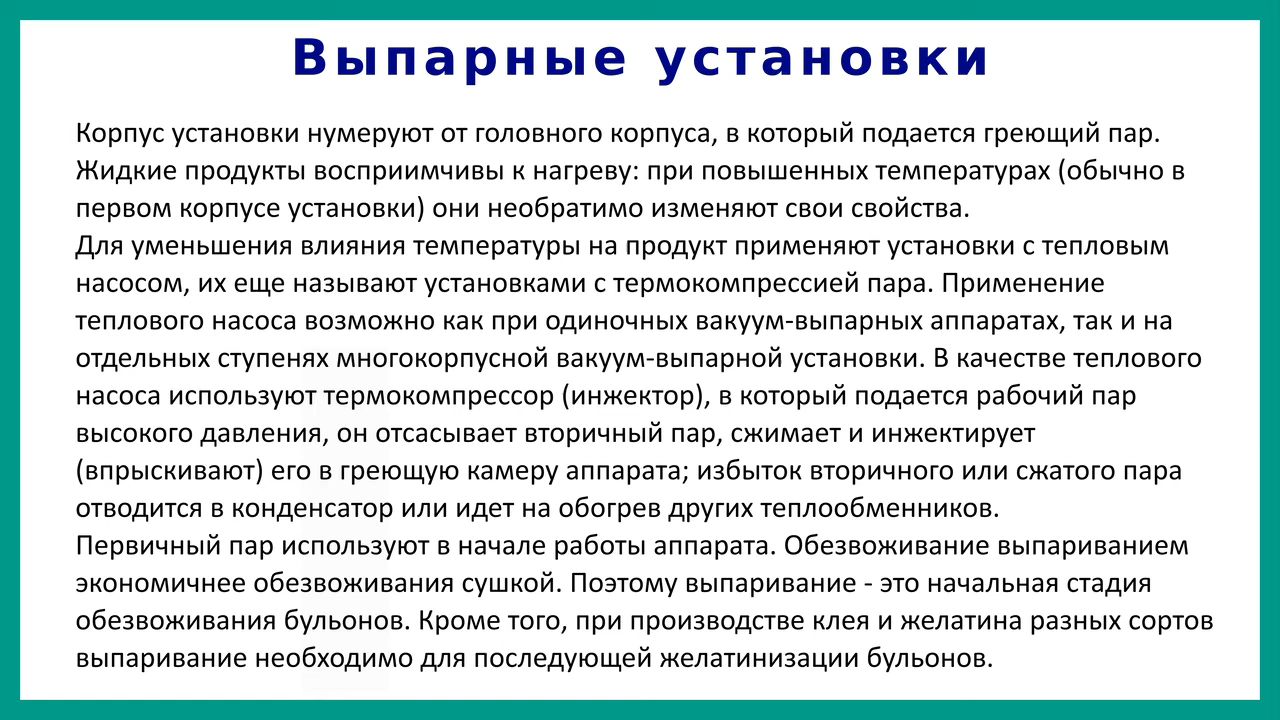 Выпарные установки
Корпус установки нумеруют от головного корпуса, в который подается греющий пар.
Жидкие продукты восприимчивы к нагреву: при повышенных температурах (обычно в
первом корпусе установки) они необратимо изменяют свои свойства.
Для уменьшения влияния температуры на продукт применяют установки с тепловым
насосом, их еще называют установками с термокомпрессией пара. Применение
теплового насоса возможно как при одиночных вакуум-выпарных аппаратах, так и на
отдельных ступенях многокорпусной вакуум-выпарной установки. В качестве теплового
насоса используют термокомпрессор (инжектор), в который подается рабочий пар
высокого давления, он отсасывает вторичный пар, сжимает и инжектирует
(впрыскивают) его в греющую камеру аппарата; избыток вторичного или сжатого пара
отводится в конденсатор или идет на обогрев других теплообменников.
Первичный пар используют в начале работы аппарата. Обезвоживание выпариванием
экономичнее обезвоживания сушкой. Поэтому выпаривание - это начальная стадия
обезвоживания бульонов. Кроме того, при производстве клея и желатина разных сортов
выпаривание необходимо для последующей желатинизации бульонов.